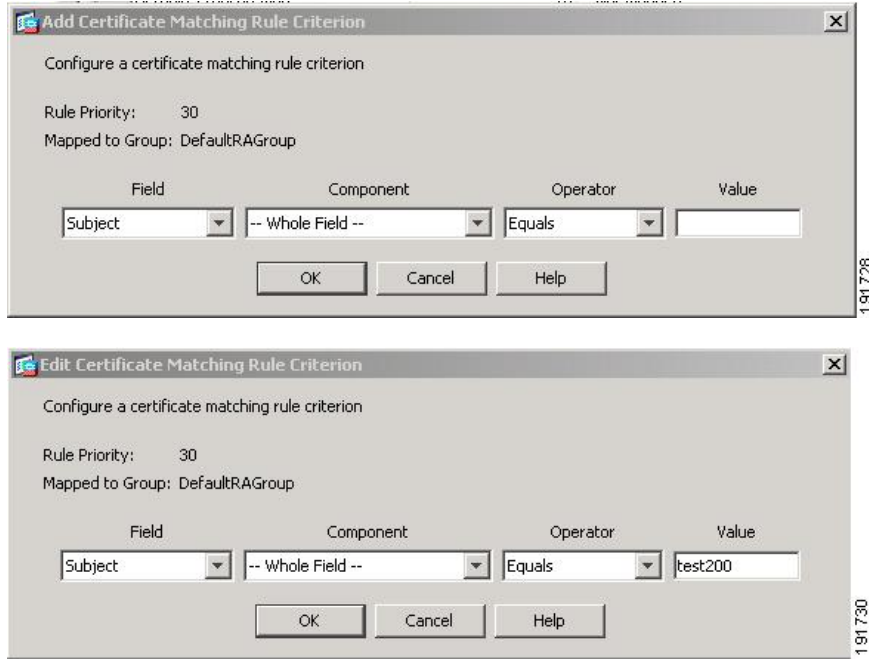 Add Certificate Matching Rule Criterion
Configure a certificate matching rule criterion
Rule Priority: 30
Mapped to Group: DefaultRAGroup
Field Component Operator Value
Subject -- Whole Field -- Equals
OK Cancel Help
191728
Edit Certificate Matching Rule Criterion
Configure a certificate matching rule criterion
Rule Priority: 30
Mapped to Group: DefaultRAGroup
Field Component Operator Value
Subject -- Whole Field -- Equals test200
OK Cancel Help
191730